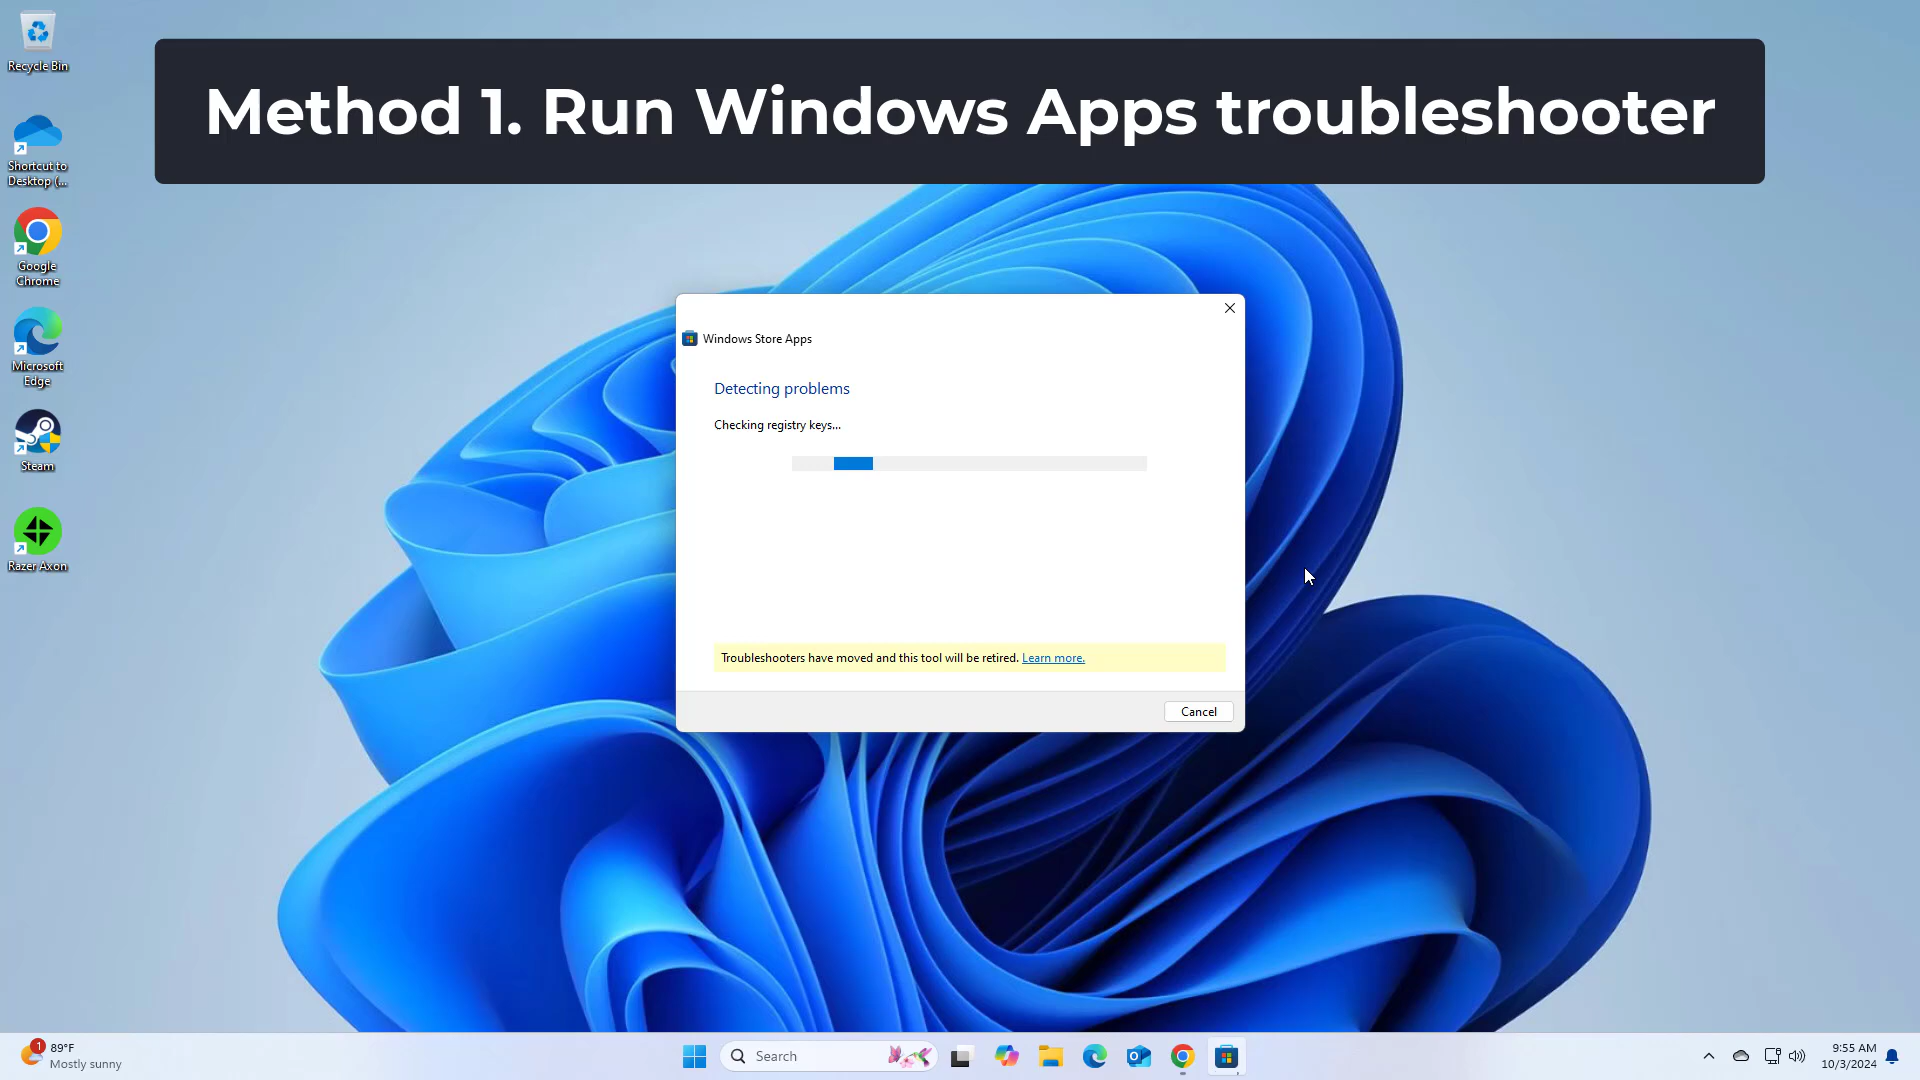 Recycle Bin
Method 1. Run Windows Apps troubleshooter
Shortcut to
Desktop (...
Google
Chrome
Microsoft
Edge
Steam
Razer Axon
Windows Store Apps
Detecting problems
Checking registry keys...
Troubleshooters have moved and this tool will be retired. Learn more.
Cancel
1
89°F
Mostly sunny
Search
9:55 AM
10/3/2024